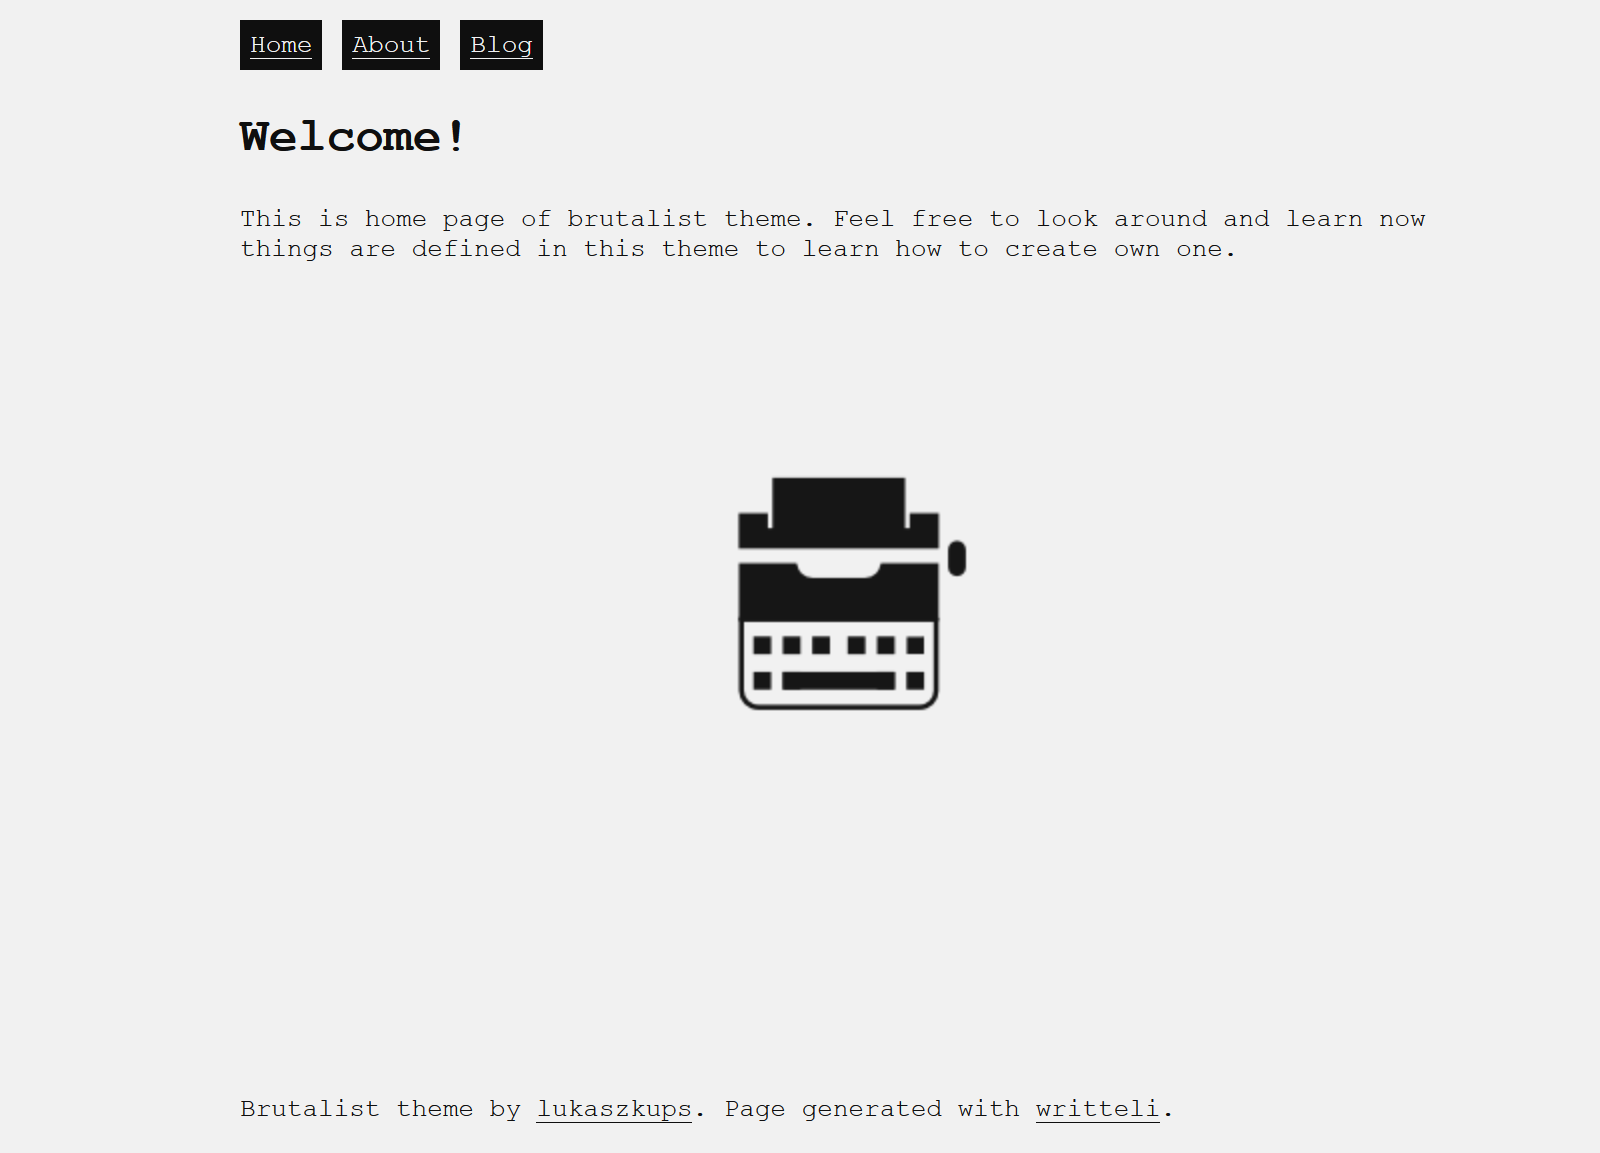 Home About Blog
Welcome!
This is home page of brutalist theme. Feel free to look around and learn now
things are defined in this theme to learn how to create own one.
Brutalist theme by lukaszkups. Page generated with writteli.